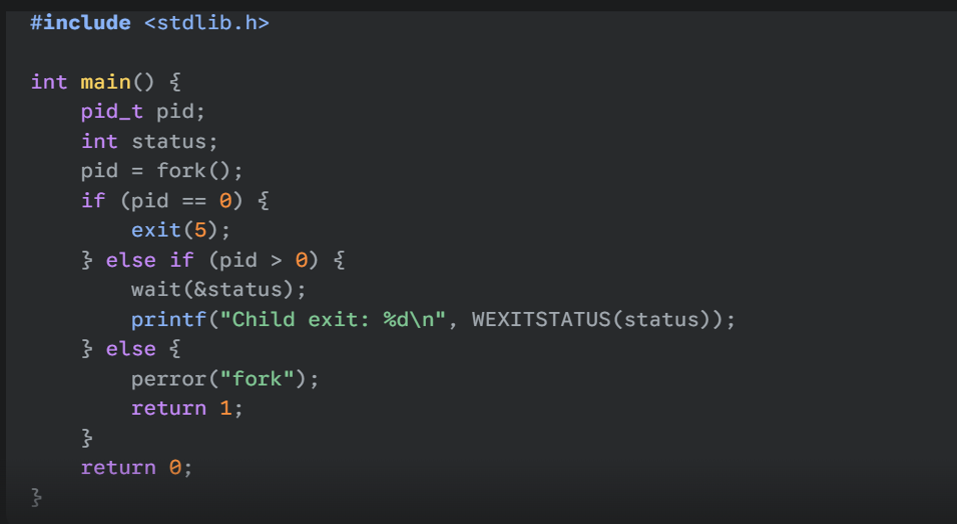 #include <stdlib.h>
int main() {
    pid_t pid;
    int status;
    pid = fork();
    if (pid == 0) {
        exit(5);
    } else if (pid > 0) {
        wait(&status);
        printf("Child exit: %d\n", WEXITSTATUS(status));
    } else {
        perror("fork");
        return 1;
    }
    return 0;
}